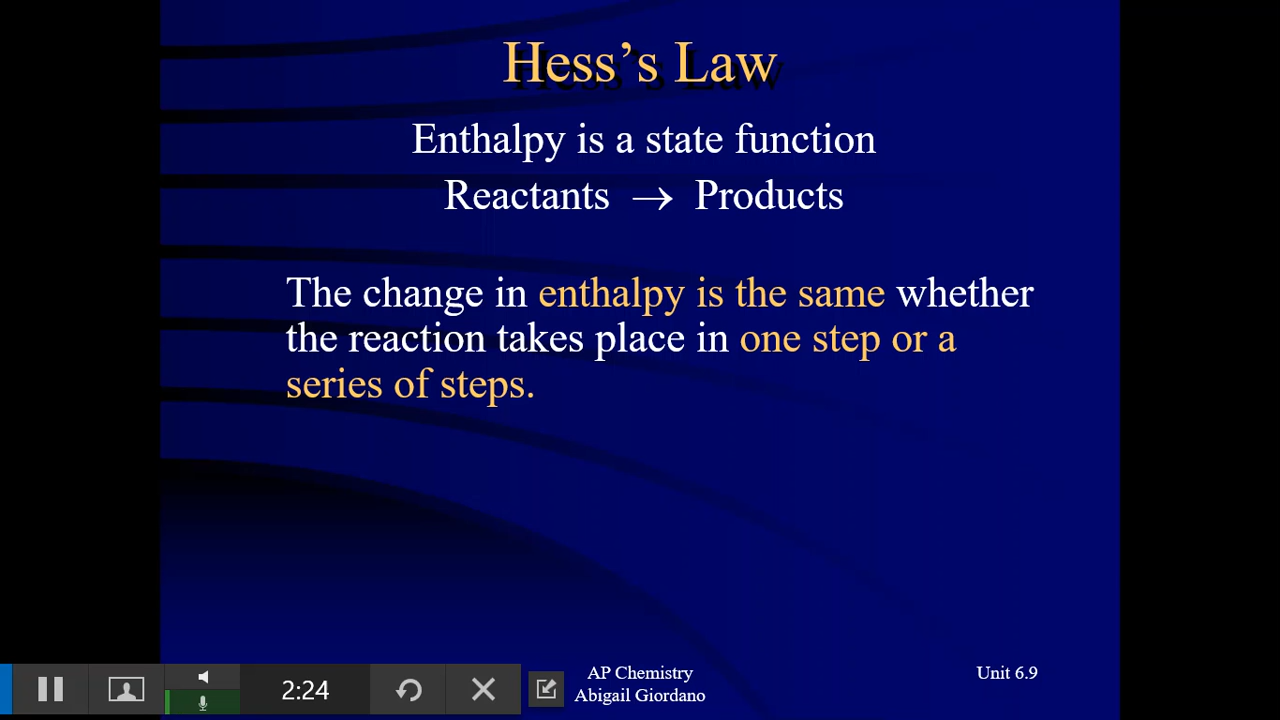 Hess’s Law
Enthalpy is a state function
Reactants → Products
The change in enthalpy is the same whether
the reaction takes place in one step or a
series of steps.
2:24
AP Chemistry
Abigail Giordano
Unit 6.9